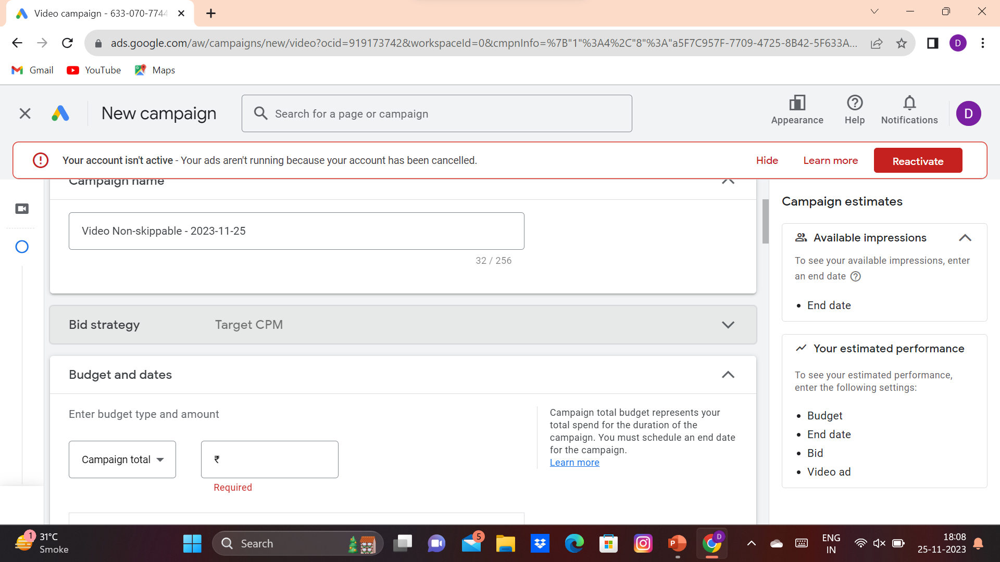 Video campaign - 633-070-7744
ads.google.com/aw/campaigns/new/video?ocid=919173742&workspaceId=0&cmpnInfo=%7B"1"%3A4%2C"8"%3A"a5F7C957F-7709-4725-8B42-5F633A...
D
Gmail
YouTube
Maps
New campaign
Search for a page or campaign
Appearance
Help
Notifications
D
Your account isn't active - Your ads aren't running because your account has been cancelled.
Hide
Learn more
Reactivate
Campaign name
Video Non-skippable - 2023-11-25
32 / 256
Bid strategy
Target CPM
Budget and dates
Enter budget type and amount
Campaign total
₹
Required
Campaign total budget represents your
total spend for the duration of the
campaign. You must schedule an end date
for the campaign.
Learn more
Campaign estimates
Available impressions
To see your available impressions, enter
an end date
• End date
Your estimated performance
To see your estimated performance,
enter the following settings:
• Budget
• End date
• Bid
• Video ad
1
31°C
Smoke
Search
5
P
D
ENG
IN
18:08
25-11-2023